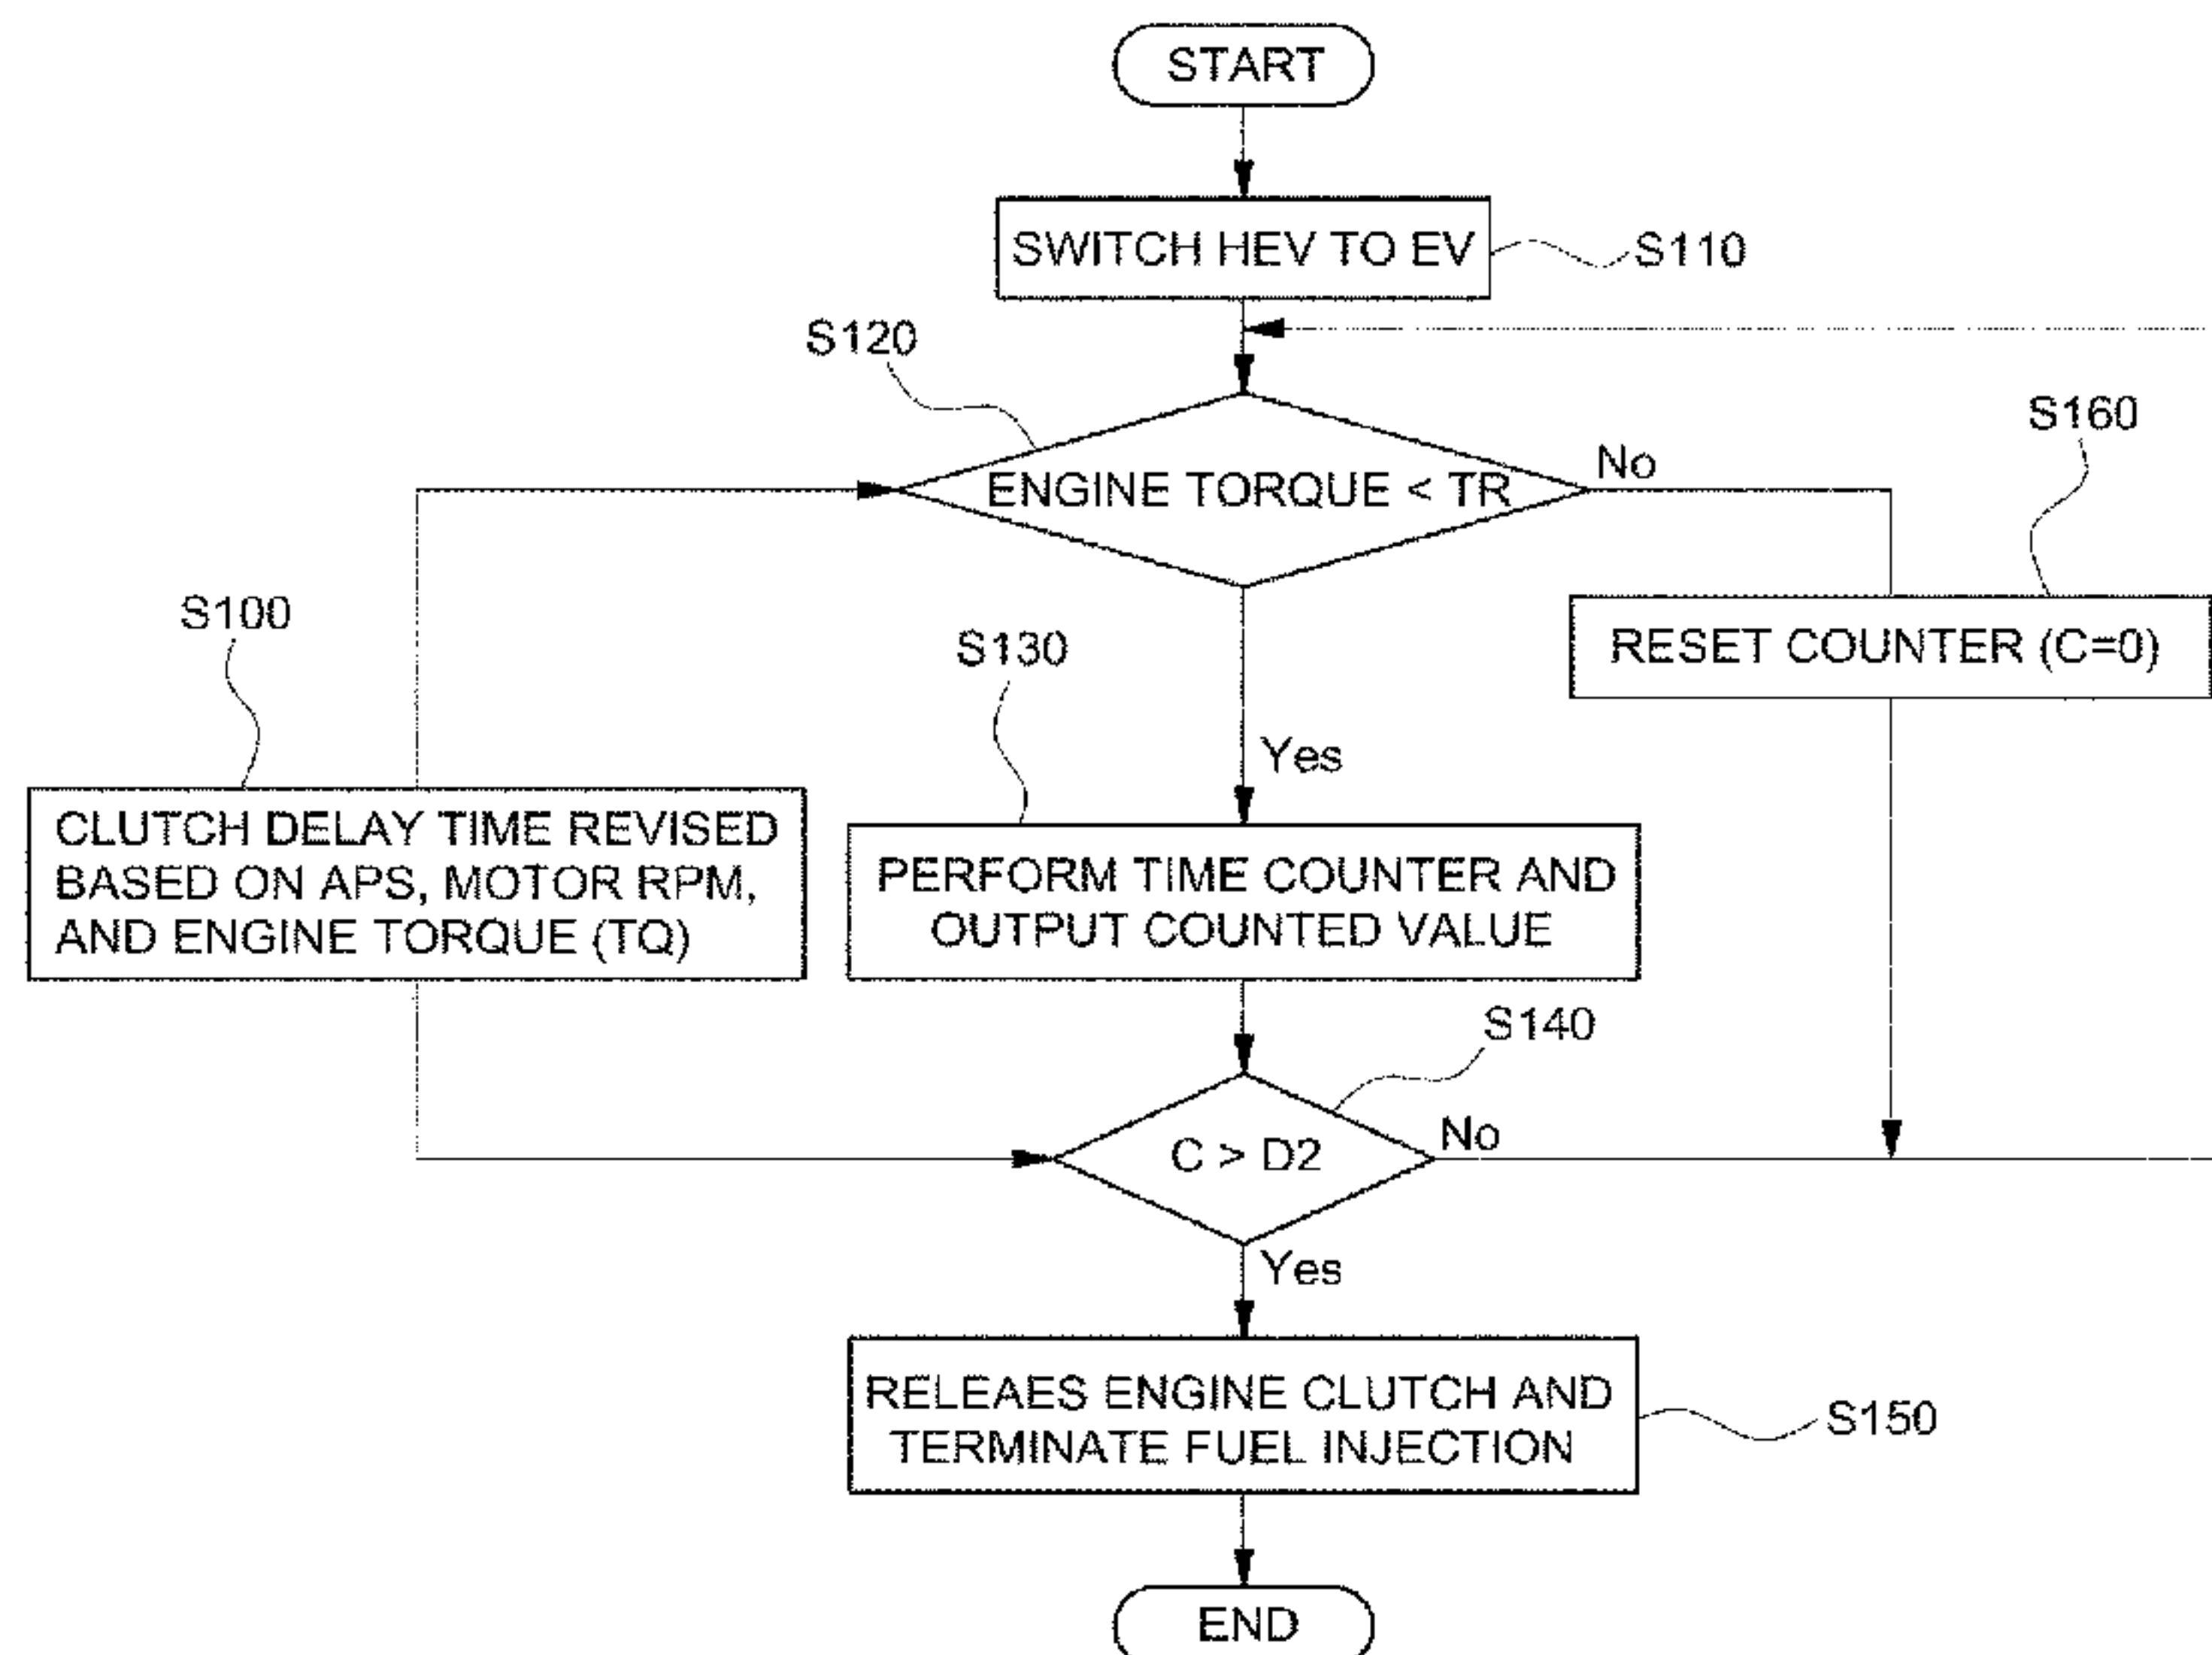 START
SWITCH HEV TO EV
S110
S120
ENGINE TORQUE < TR
No
S160
RESET COUNTER (C=0)
S100
CLUTCH DELAY TIME REVISED
BASED ON APS, MOTOR RPM,
AND ENGINE TORQUE (TQ)
S130
Yes
PERFORM TIME COUNTER AND
OUTPUT COUNTED VALUE
S140
C > D2
No
Yes
RELEAES ENGINE CLUTCH AND
TERMINATE FUEL INJECTION
S150
END